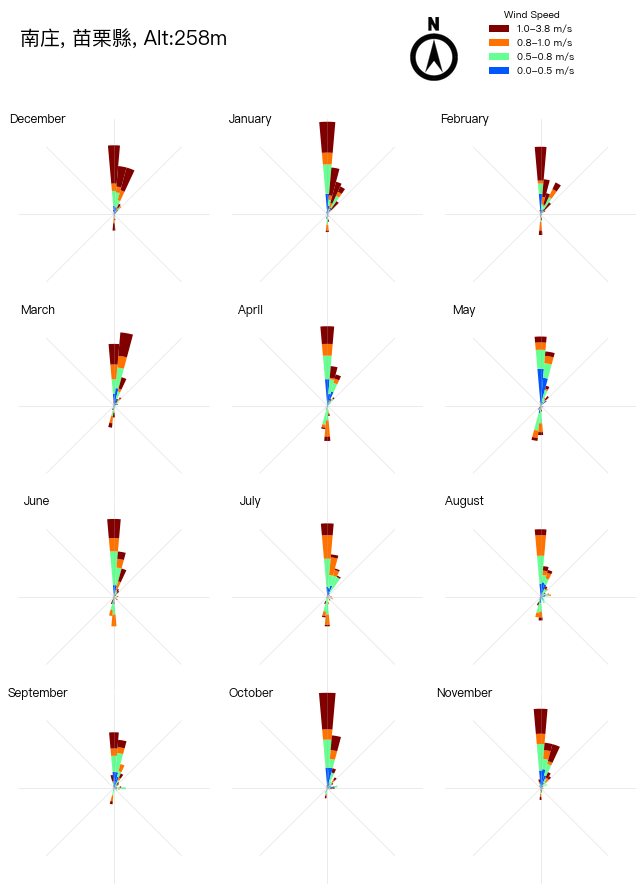 南庄, 苗栗縣, Alt:258m
N
Wind Speed
1.0–3.8 m/s
0.8–1.0 m/s
0.5–0.8 m/s
0.0–0.5 m/s
December
January
February
March
April
May
June
July
August
September
October
November